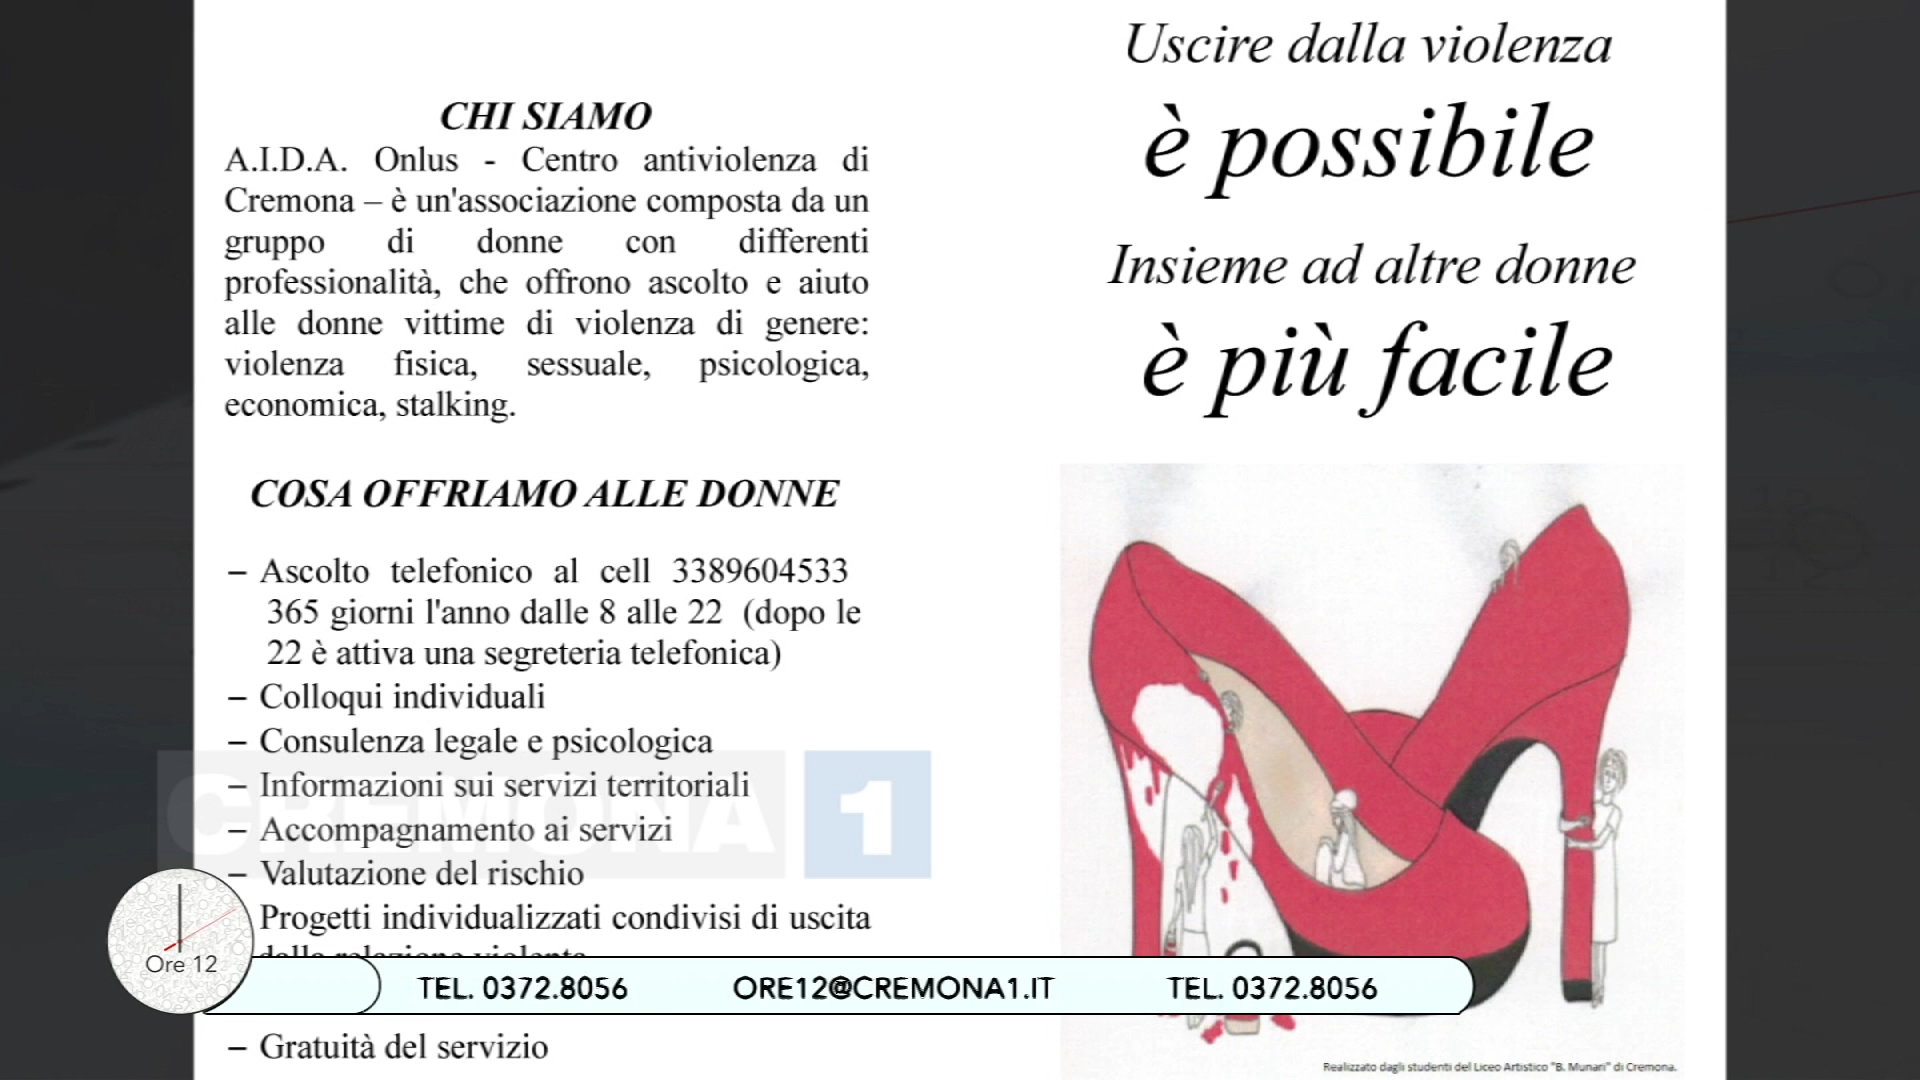 CHI SIAMO
A.I.D.A. Onlus - Centro antiviolenza di
Cremona – è un'associazione composta da un
gruppo di donne con differenti
professionalità, che offrono ascolto e aiuto
alle donne vittime di violenza di genere:
violenza fisica, sessuale, psicologica,
economica, stalking.
COSA OFFRIAMO ALLE DONNE
– Ascolto telefonico al cell 3389604533
365 giorni l'anno dalle 8 alle 22 (dopo le
22 è attiva una segreteria telefonica)
– Colloqui individuali
– Consulenza legale e psicologica
– Informazioni sui servizi territoriali
– Accompagnamento ai servizi
– Valutazione del rischio
Progetti individualizzati condivisi di uscita
dalla relazione violenta
– Gratuità del servizio
Uscire dalla violenza
è possibile
Insieme ad altre donne
è più facile
Realizzato dagli studenti del Liceo Artistico "B. Munari" di Cremona.
CREMONA 1
Ore 12
TEL. 0372.8056 ORE12@CREMONA1.IT TEL. 0372.8056